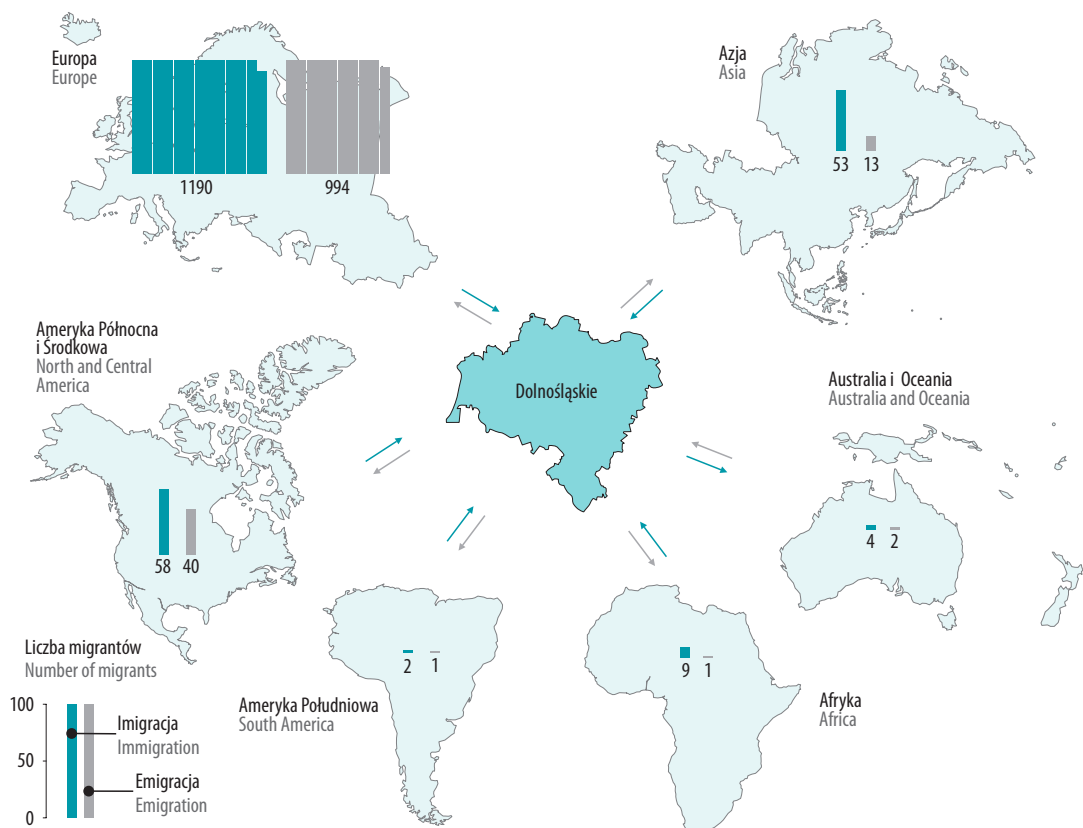 Europa
Europe
1190
994
Azja
Asia
53
13
Ameryka Północna
i Środkowa
North and Central
America
58
40
Dolnośląskie
Australia i Oceania
Australia and Oceania
4
2
Ameryka Południowa
South America
2
1
Afryka
Africa
9
1
Liczba migrantów
Number of migrants
100
50
0
Imigracja
Immigration
Emigracja
Emigration